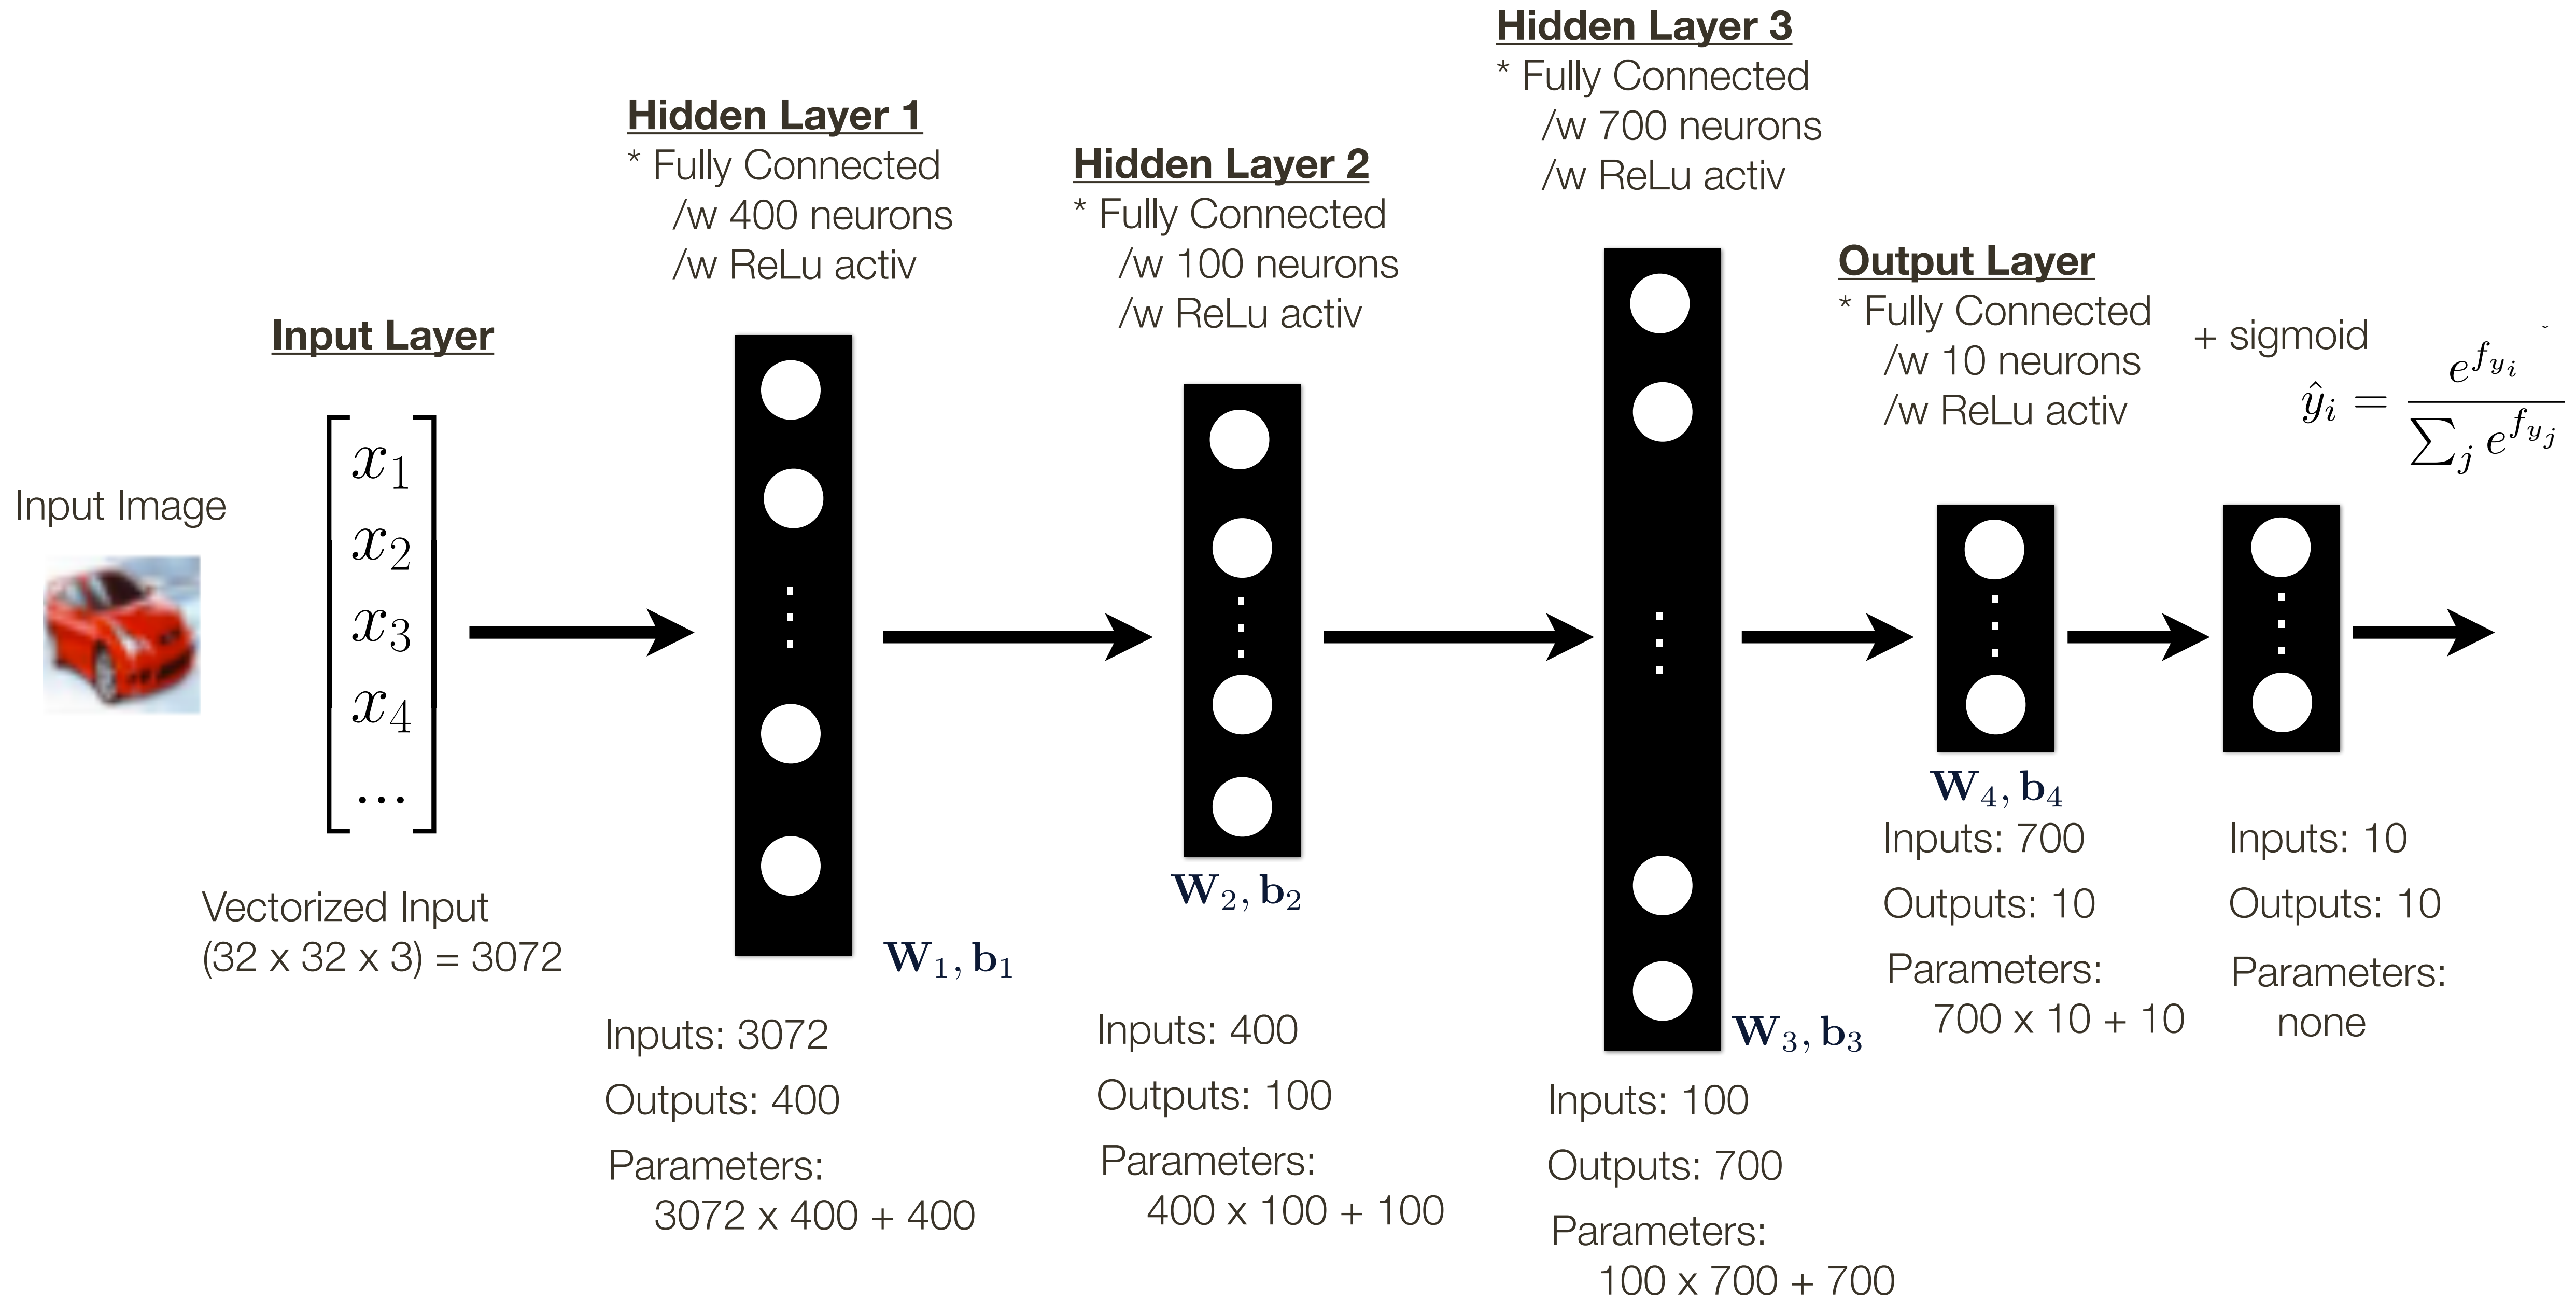 Input Image
Input Layer
x_1
x_2
x_3
x_4
...
Vectorized Input
(32 x 32 x 3) = 3072
Hidden Layer 1
* Fully Connected
/w 400 neurons
/w ReLu activ
W_1, b_1
Inputs: 3072
Outputs: 400
Parameters:
3072 x 400 + 400
Hidden Layer 2
* Fully Connected
/w 100 neurons
/w ReLu activ
W_2, b_2
Inputs: 400
Outputs: 100
Parameters:
400 x 100 + 100
Hidden Layer 3
* Fully Connected
/w 700 neurons
/w ReLu activ
W_3, b_3
Inputs: 100
Outputs: 700
Parameters:
100 x 700 + 700
Output Layer
* Fully Connected
/w 10 neurons
/w ReLu activ
W_4, b_4
Inputs: 700
Outputs: 10
Parameters:
700 x 10 + 10
+ sigmoid
ŷ_i = e^{f_{y_i}} / ∑_j e^{f_{y_j}}
Inputs: 10
Outputs: 10
Parameters:
none